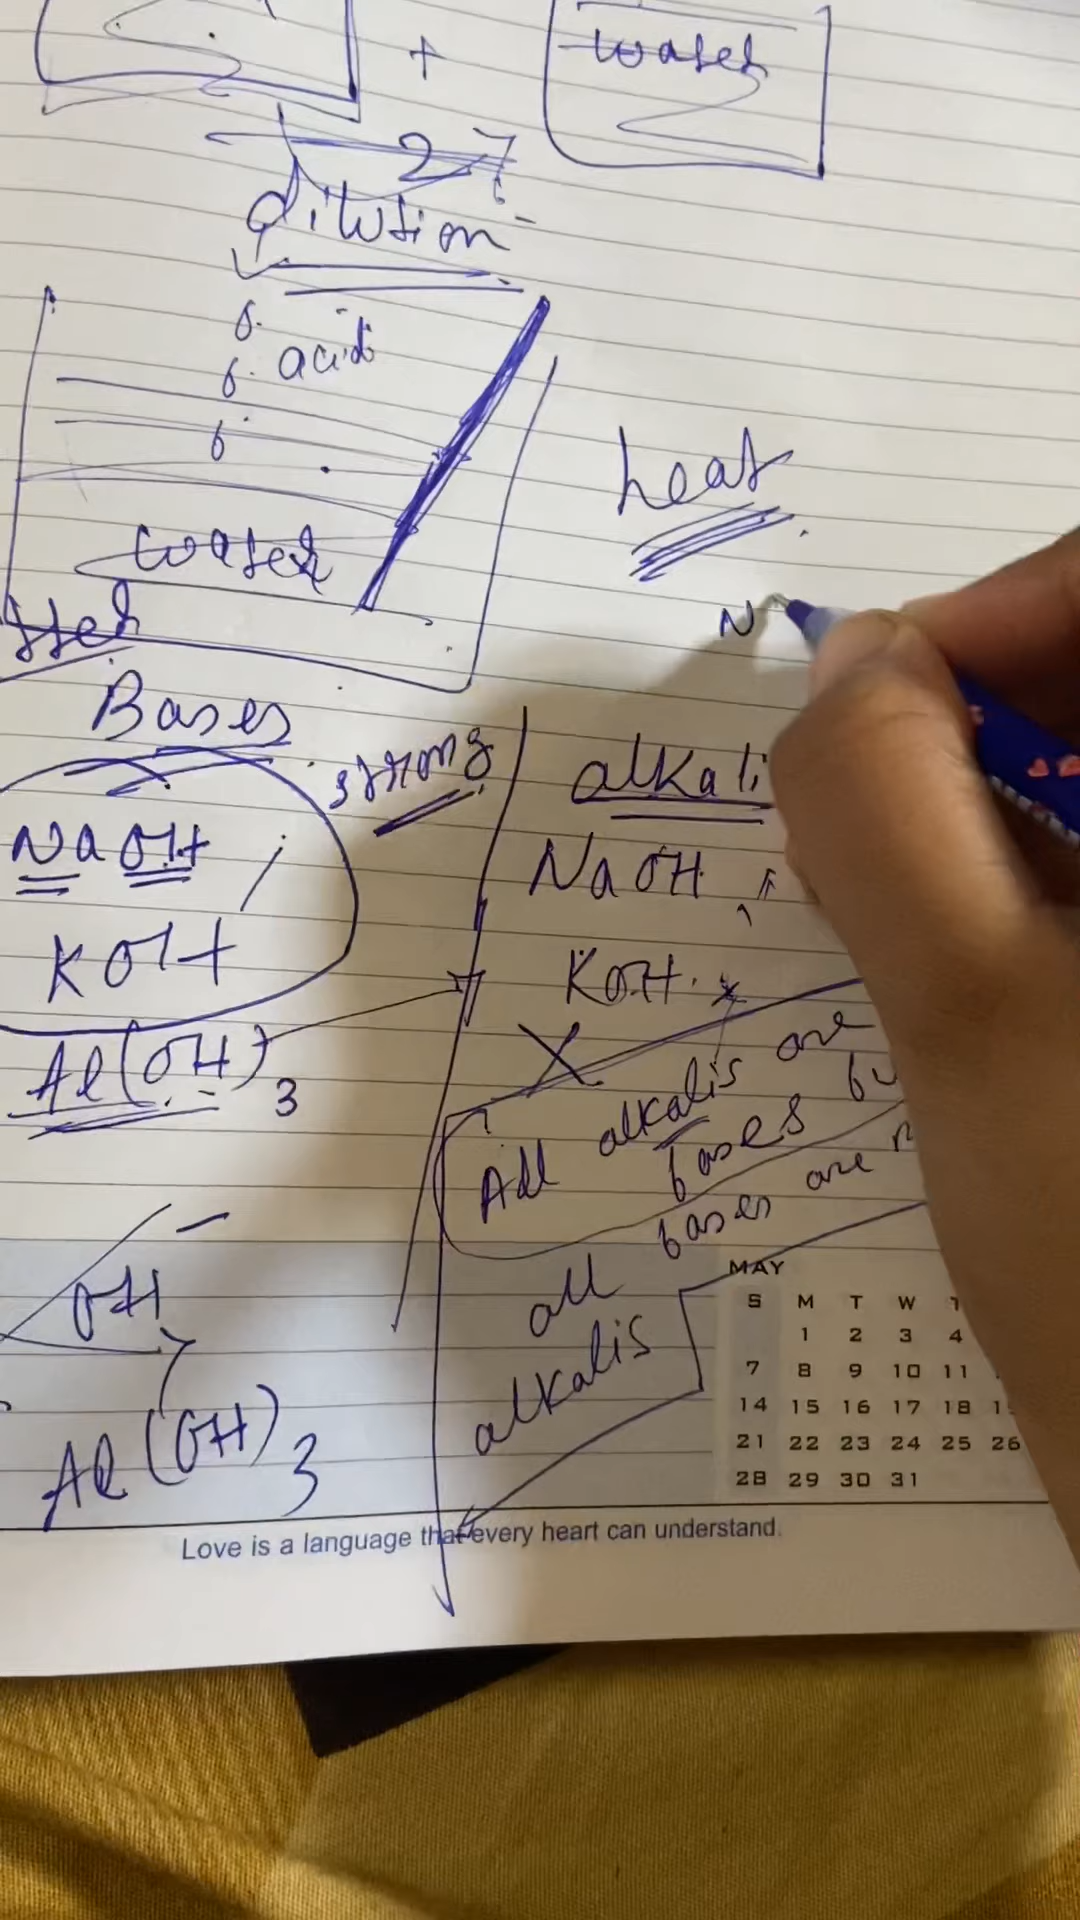 +
water
dilution
acid
water
heat
N
Bases
strong
NaOH
KOH
Al(OH)3
alkali
NaOH,
KOH.
All alkalis are
bases
bases are
all
alkalis
OH
Al(OH)3
MAY
S M T W T
1 2 3 4
7 8 9 10 11
14 15 16 17 18
21 22 23 24 25 26
28 29 30 31
Love is a language that every heart can understand.